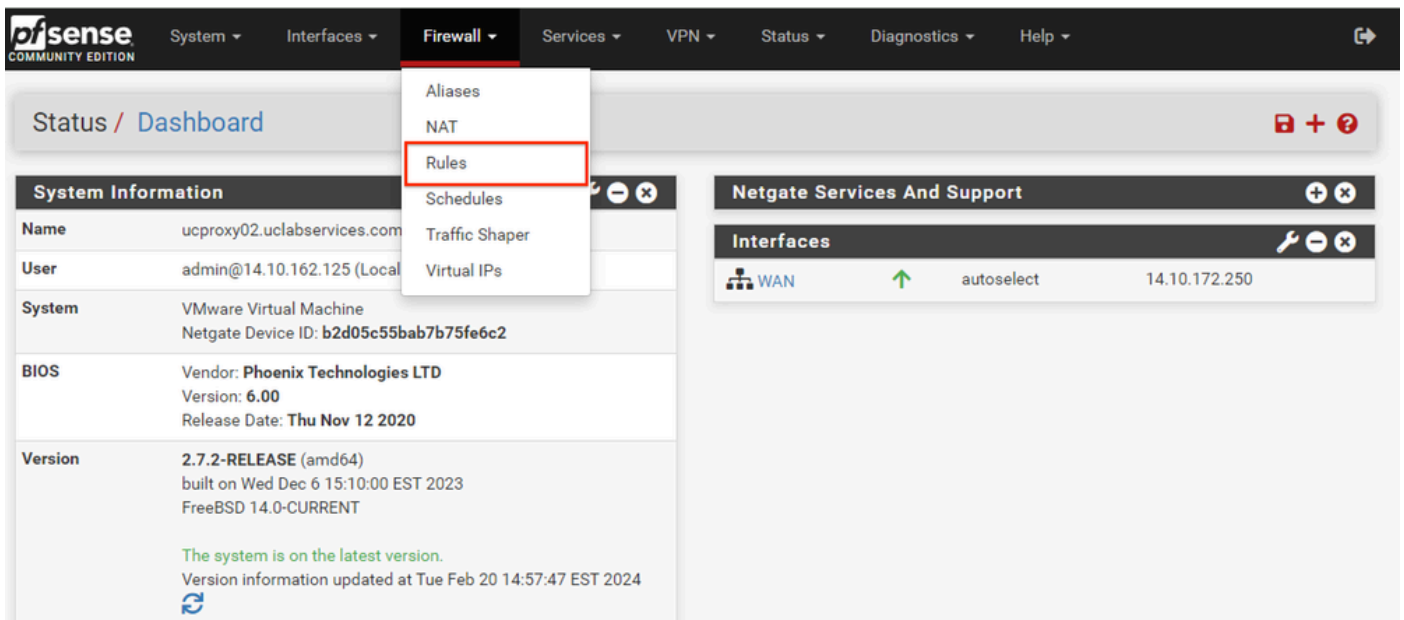 pfsense
COMMUNITY EDITION
System
Interfaces
Firewall
Services
VPN
Status
Diagnostics
Help
Aliases
NAT
Rules
Schedules
Traffic Shaper
Virtual IPs
Status / Dashboard
System Information
Name ucproxy02.uclabservices.com
User admin@14.10.162.125 (Local
System VMware Virtual Machine
Netgate Device ID: b2d05c55bab7b75fe6c2
BIOS Vendor: Phoenix Technologies LTD
Version: 6.00
Release Date: Thu Nov 12 2020
Version 2.7.2-RELEASE (amd64)
built on Wed Dec 6 15:10:00 EST 2023
FreeBSD 14.0-CURRENT
The system is on the latest version.
Version information updated at Tue Feb 20 14:57:47 EST 2024
Netgate Services And Support
Interfaces
WAN autoselect 14.10.172.250